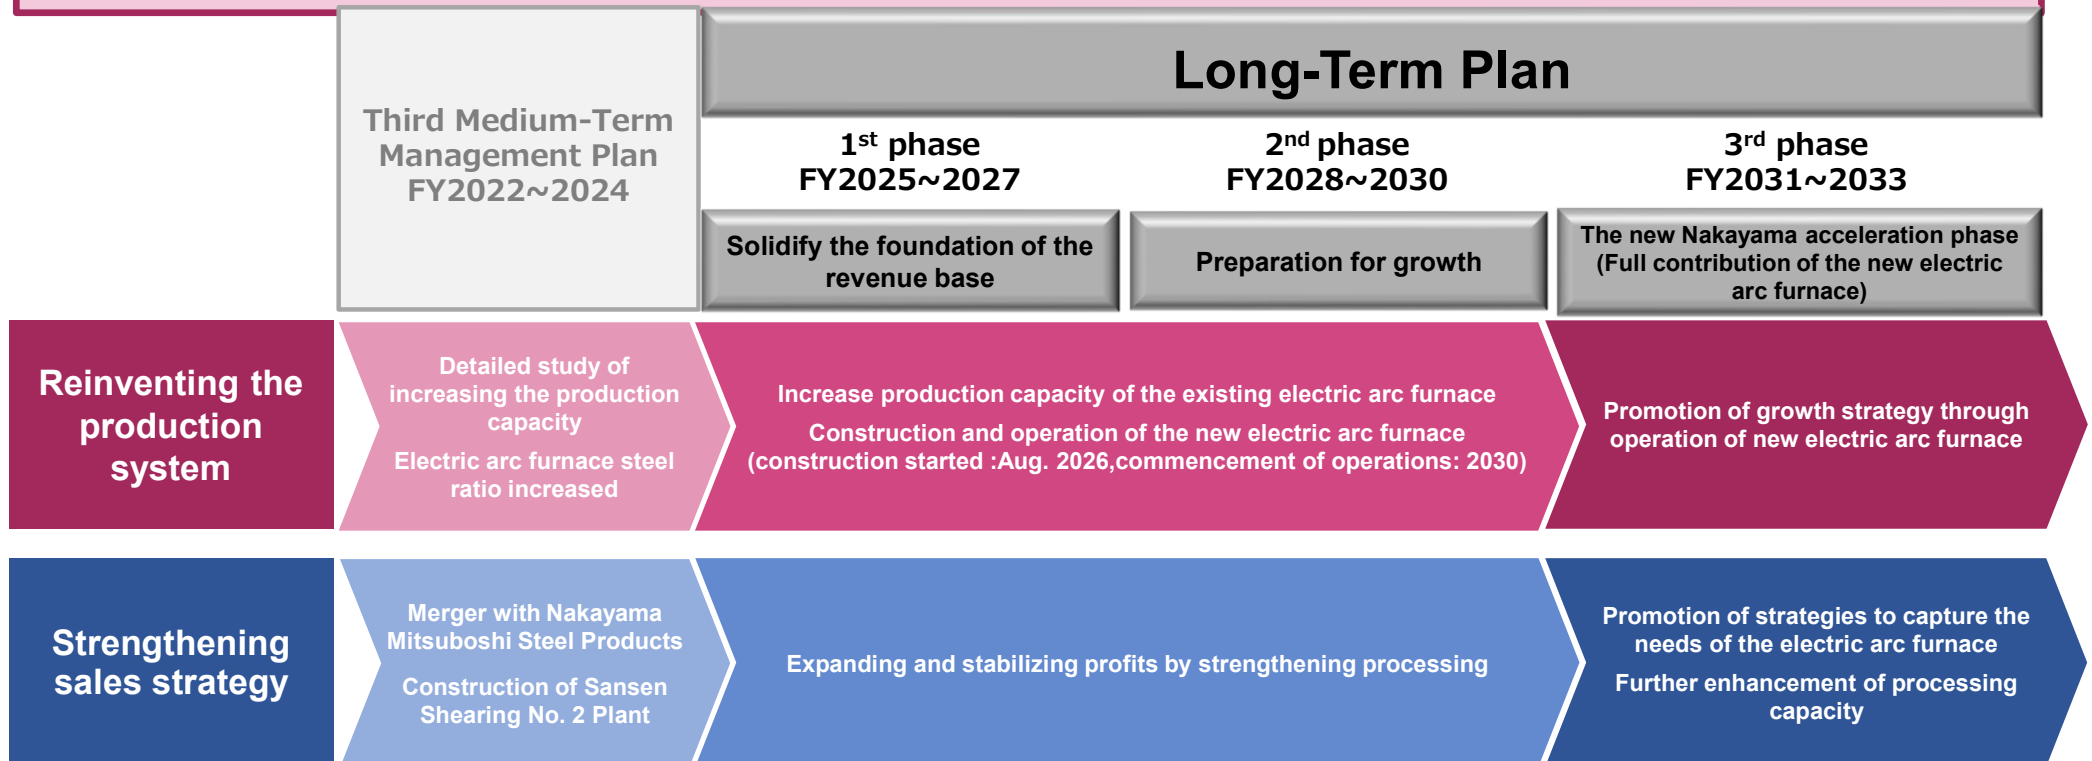 Third Medium-Term
Management Plan
FY2022~2024
Long-Term Plan
1st phase
FY2025~2027
2nd phase
FY2028~2030
3rd phase
FY2031~2033
Solidify the foundation of the
revenue base
Preparation for growth
The new Nakayama acceleration phase
(Full contribution of the new electric
arc furnace)
Reinventing the
production
system
Detailed study of
increasing the production
capacity
Electric arc furnace steel
ratio increased
Increase production capacity of the existing electric arc furnace
Construction and operation of the new electric arc furnace
(construction started :Aug. 2026,commencement of operations: 2030)
Promotion of growth strategy through
operation of new electric arc furnace
Strengthening
sales strategy
Merger with Nakayama
Mitsuboshi Steel Products
Construction of Sansen
Shearing No. 2 Plant
Expanding and stabilizing profits by strengthening processing
Promotion of strategies to capture the
needs of the electric arc furnace
Further enhancement of processing
capacity